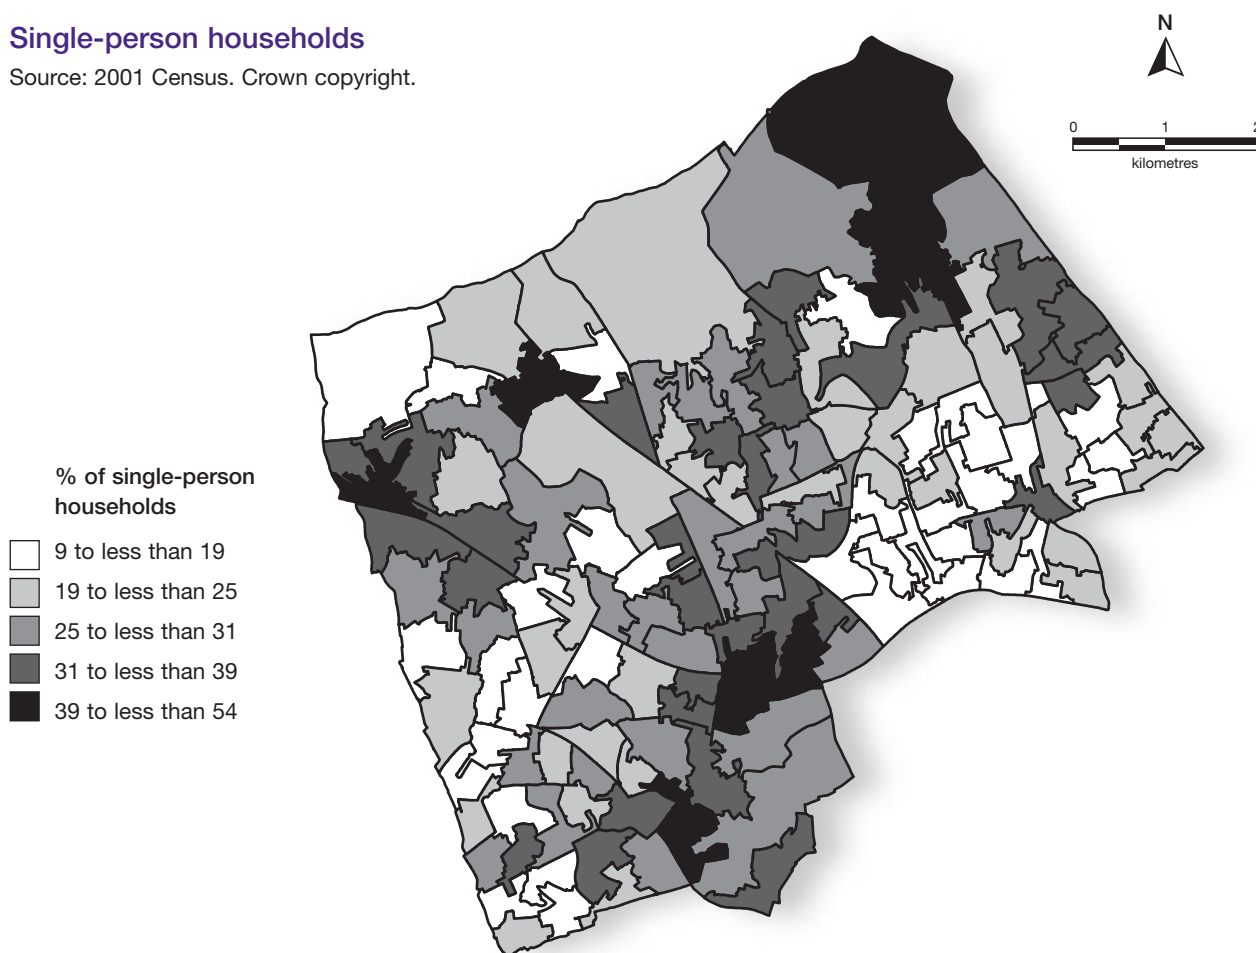 Single-person households
Source: 2001 Census. Crown copyright.
N
0 1 2
kilometres
% of single-person
households
9 to less than 19
19 to less than 25
25 to less than 31
31 to less than 39
39 to less than 54